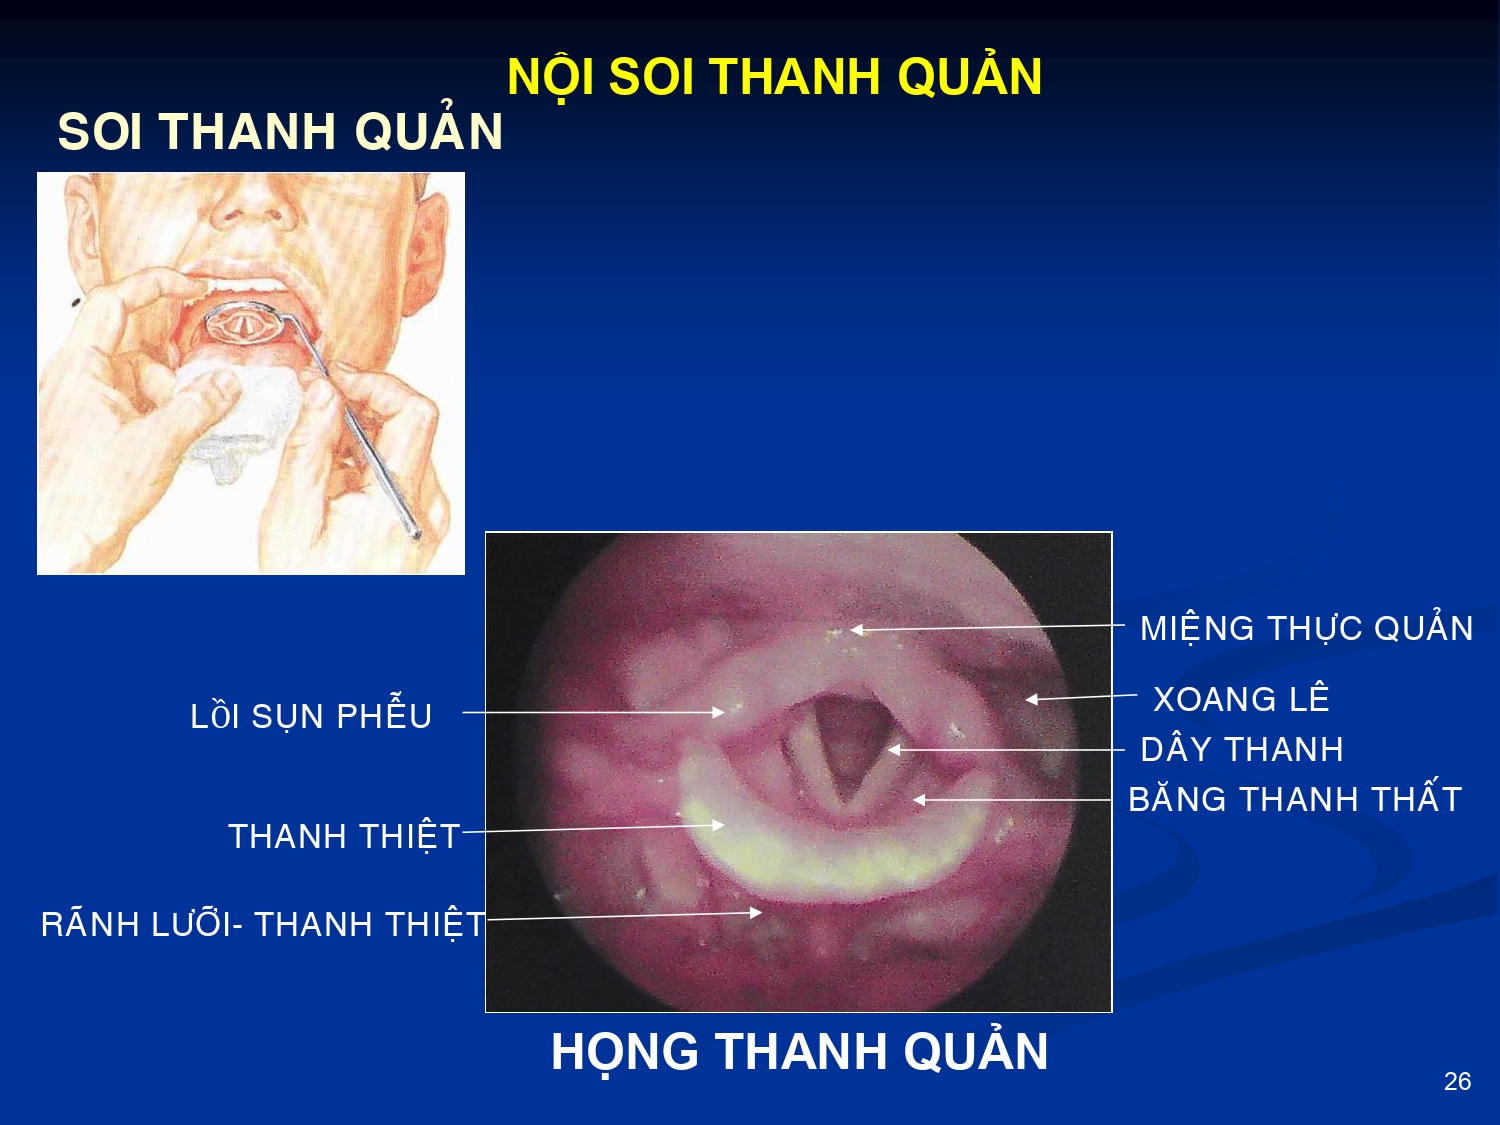 NỘI SOI THANH QUẢN
SOI THANH QUẢN
MIỆNG THỰC QUẢN
XOANG LÊ
LỒI SỤN PHỄU
DÂY THANH
BĂNG THANH THẤT
THANH THIỆT
RÃNH LƯỠI- THANH THIỆT
HỌNG THANH QUẢN
26